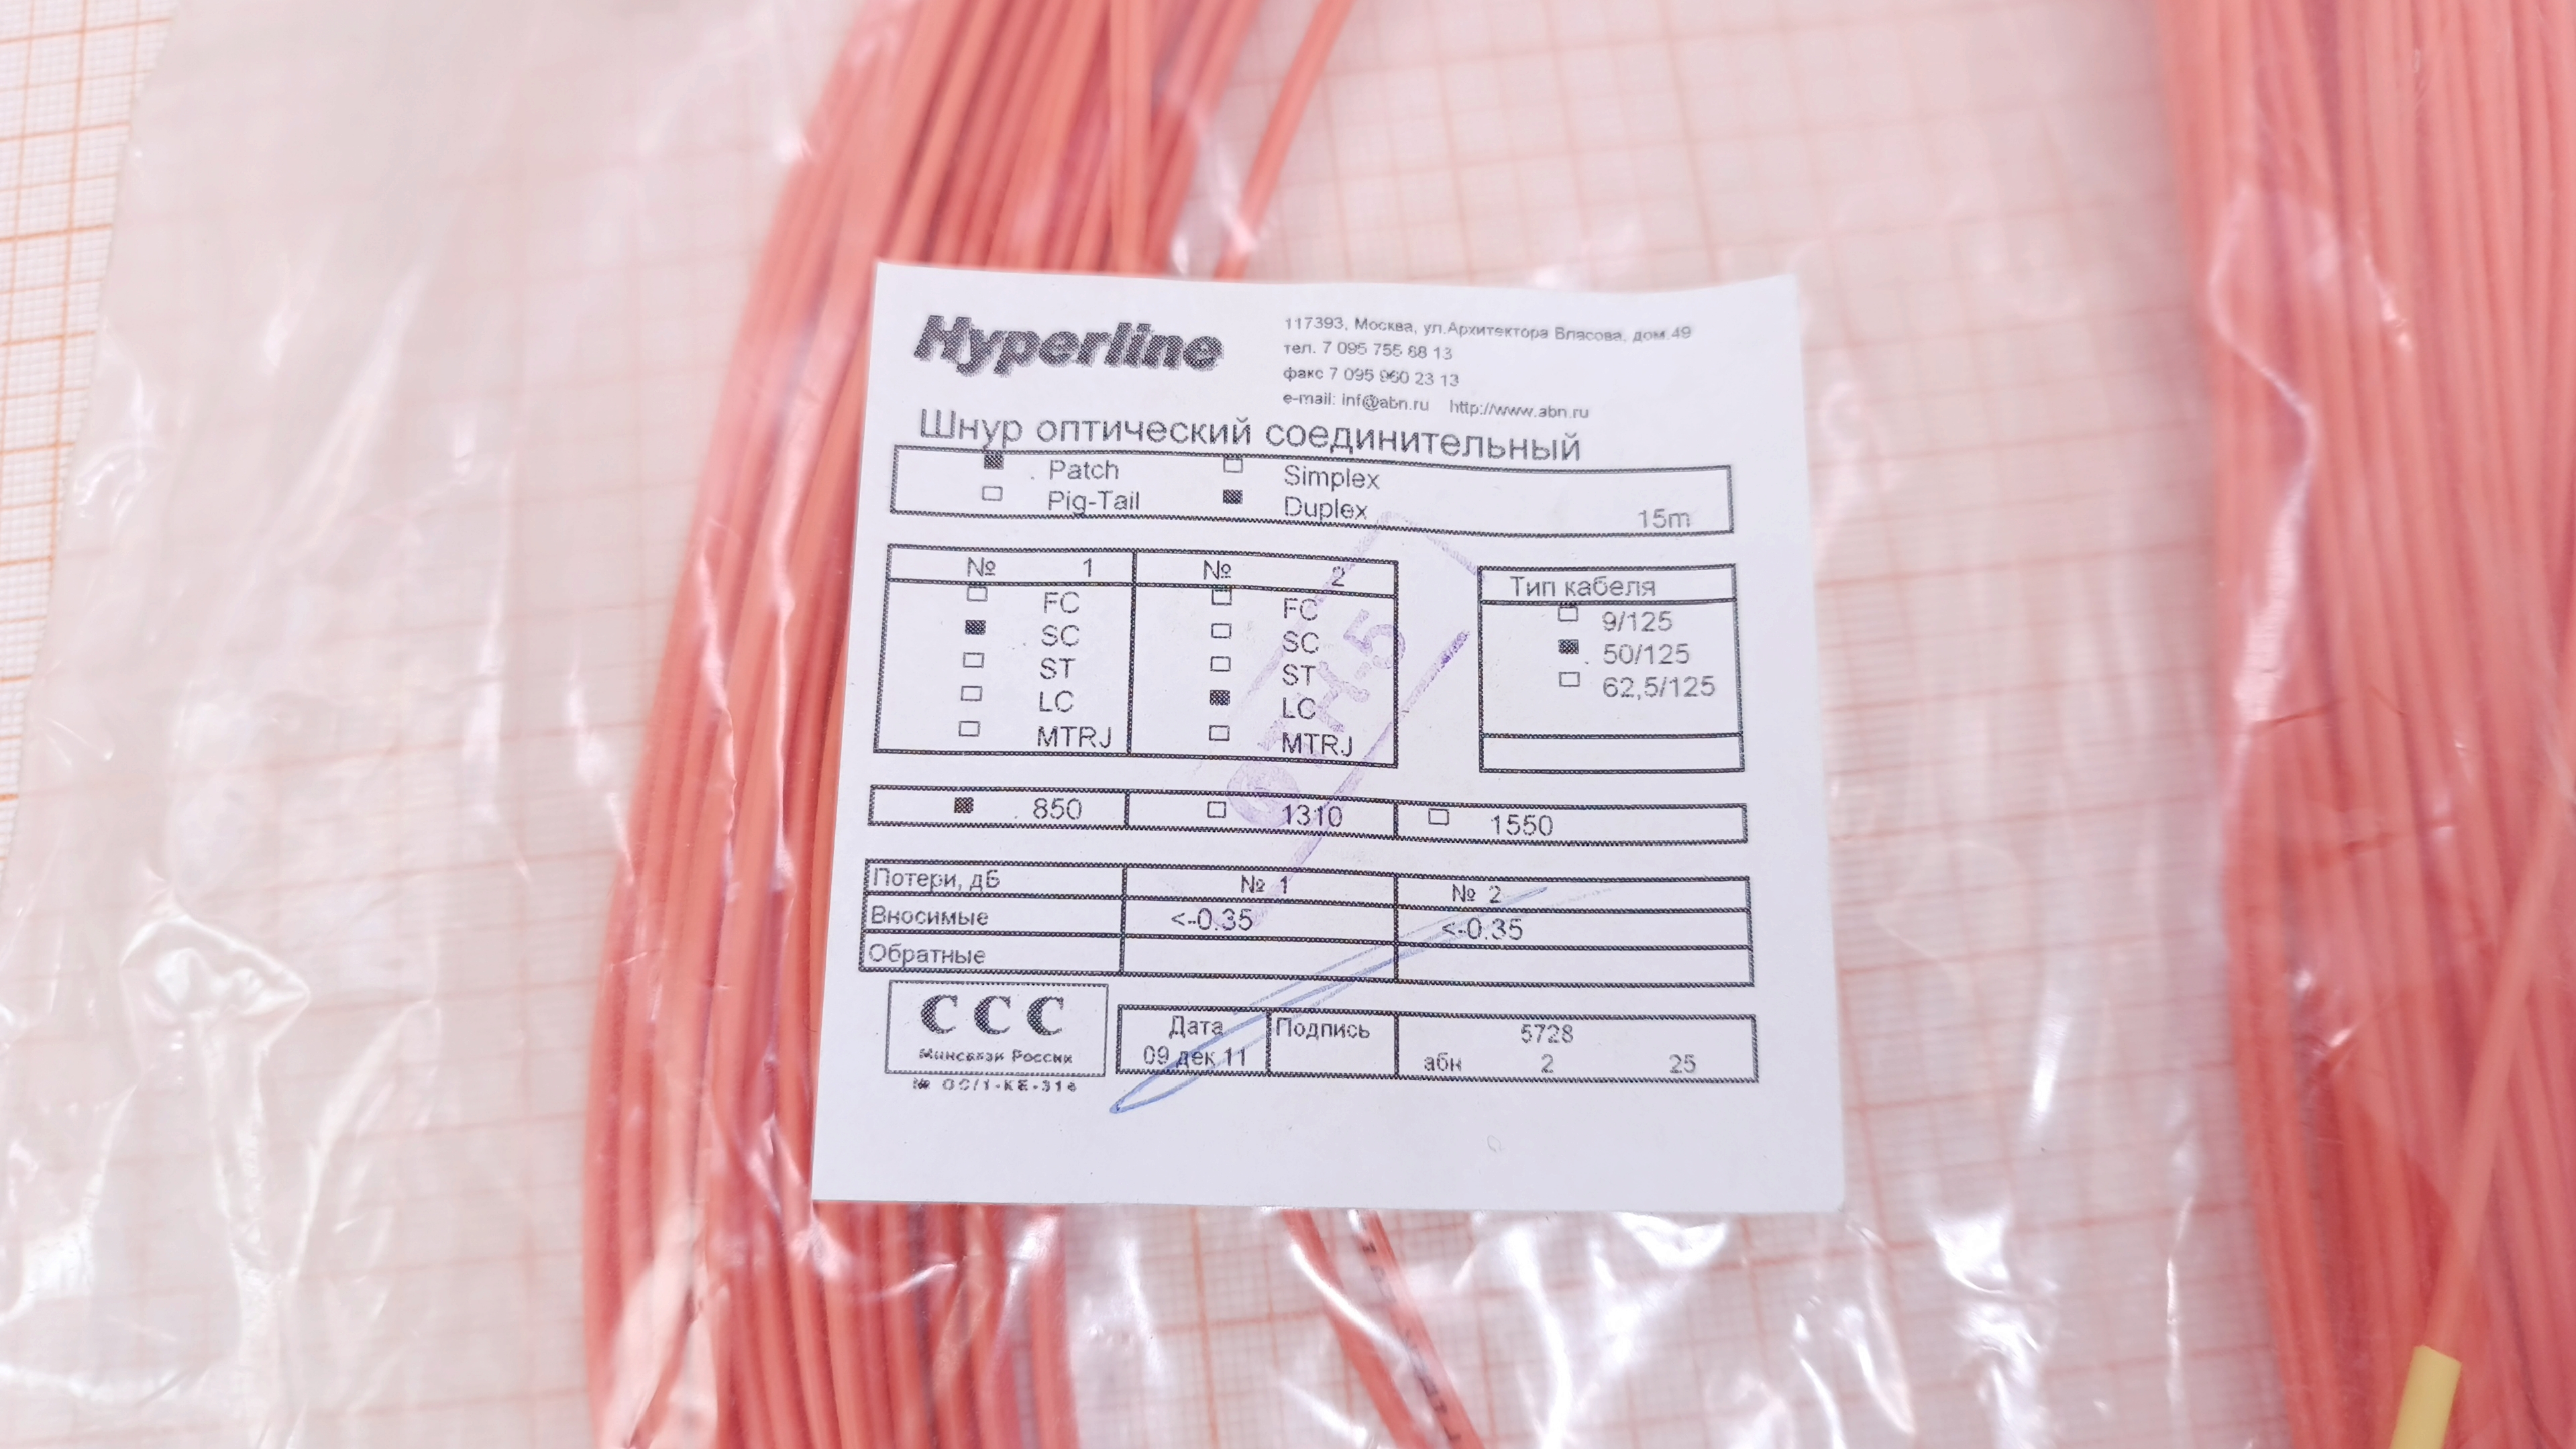 Hyperline
117393, Москва, ул.Архитектора Власова, дом.49
тел. 7 095 755 88 13
факс 7 095 960 23 13
e-mail: inf@abn.ru http://www.abn.ru
Шнур оптический соединительный
Patch Simplex
Pig-Tail Duplex 15m
№ 1 № 2 Тип кабеля
FC FC 9/125
SC SC 50/125
ST ST 62,5/125
LC LC
MTRJ MTRJ
850 1310 1550
Потери, дБ № 1 № 2
Вносимые <-0.35 <-0.35
Обратные
ССС
Минсвязи России
Дата Подпись 5728
09 дек 11 абн 2 25